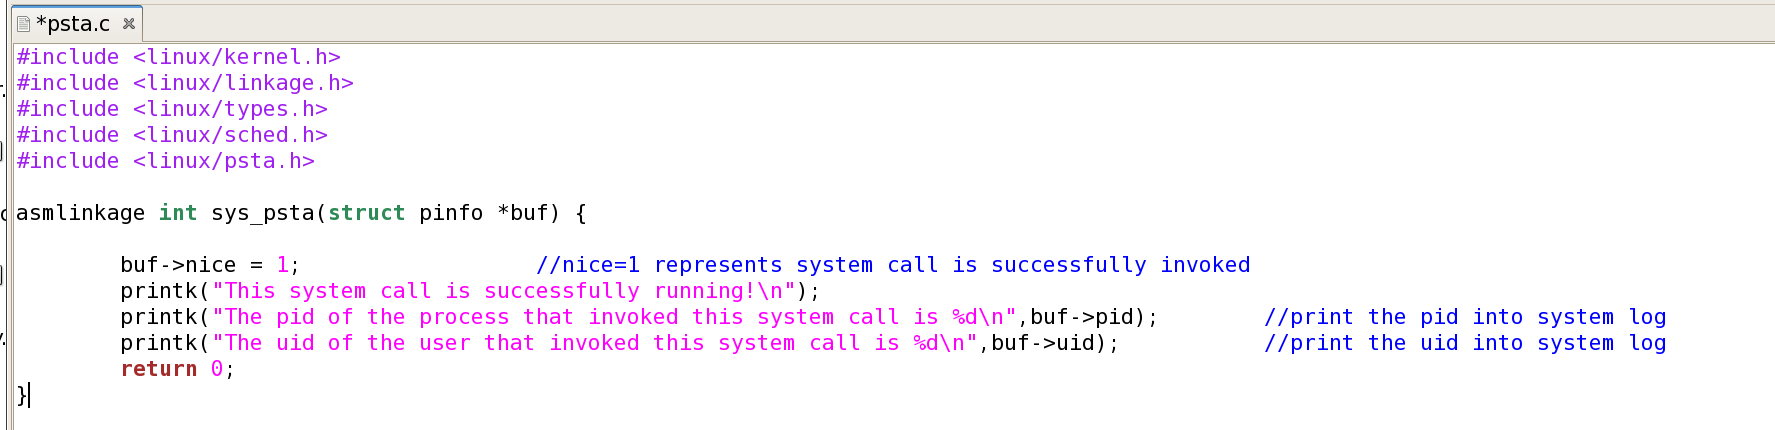 *psta.c
#include <linux/kernel.h>
#include <linux/linkage.h>
#include <linux/types.h>
#include <linux/sched.h>
#include <linux/psta.h>
asmlinkage int sys_psta(struct pinfo *buf) {
buf->nice = 1; //nice=1 represents system call is successfully invoked
printk("This system call is successfully running!\n");
printk("The pid of the process that invoked this system call is %d\n",buf->pid); //print the pid into system log
printk("The uid of the user that invoked this system call is %d\n",buf->uid); //print the uid into system log
return 0;
}